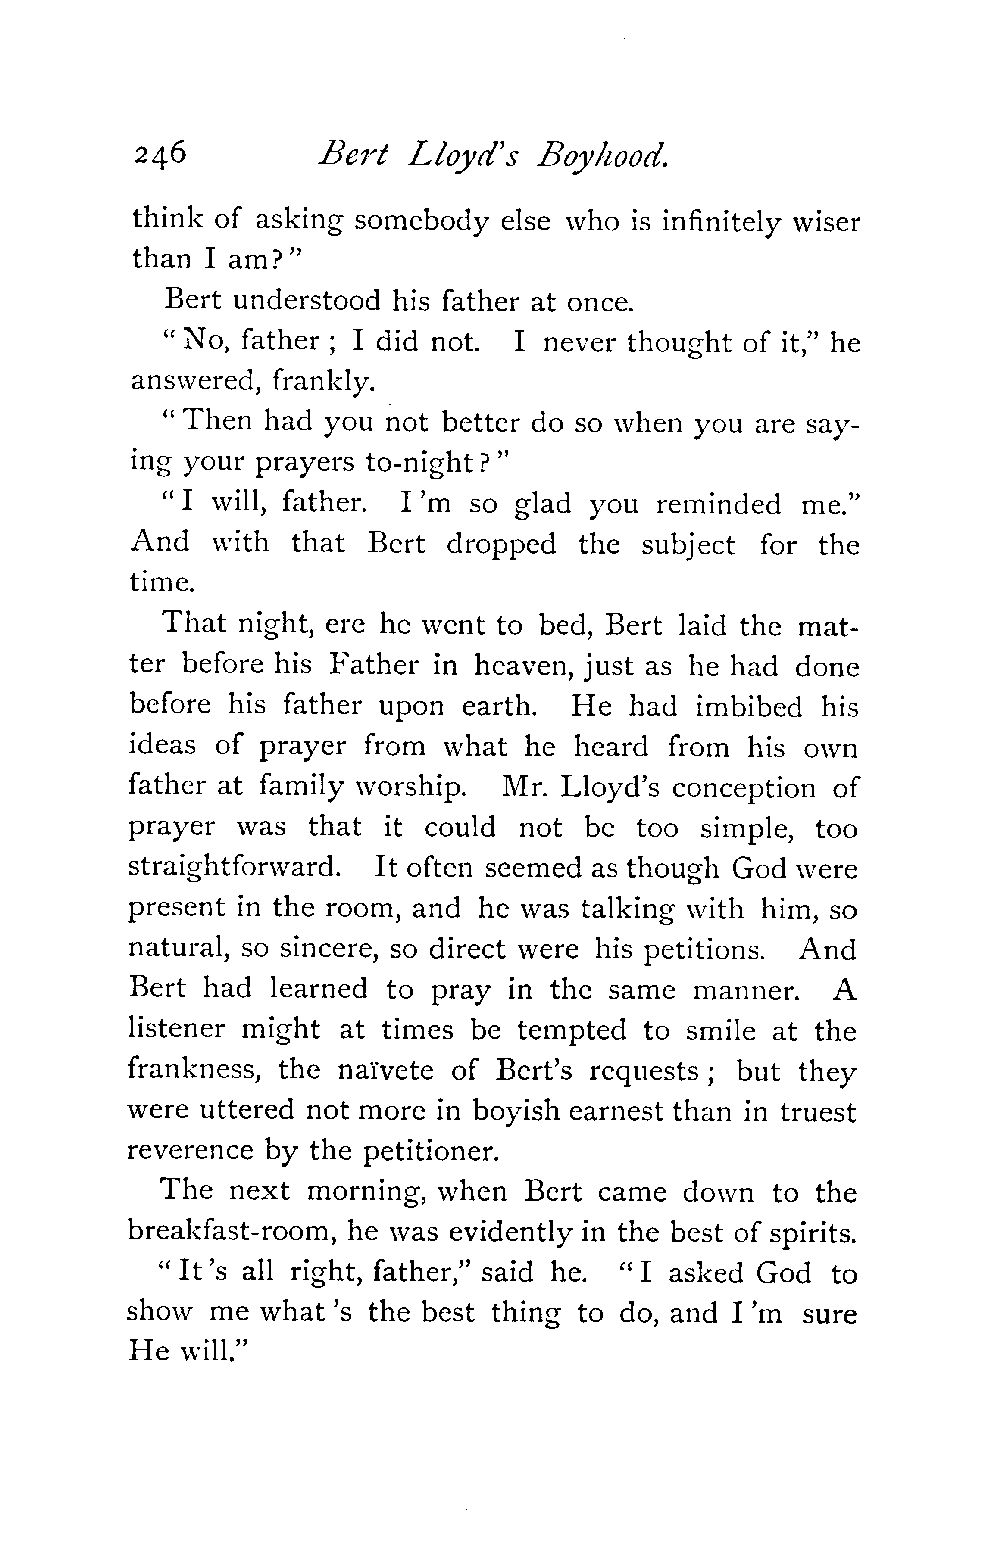 246 Bert Lloyd's Boyhood.
think of asking somebody else who is infinitely wiser
than I am?"
Bert understood his father at once.
"No, father ; I did not. I never thought of it," he
answered, frankly.
"Then had you not better do so when you are say-
ing your prayers to-night?"
"I will, father. I 'm so glad you reminded me."
And with that Bert dropped the subject for the
time.
That night, ere he went to bed, Bert laid the mat-
ter before his Father in heaven, just as he had done
before his father upon earth. He had imbibed his
ideas of prayer from what he heard from his own
father at family worship. Mr. Lloyd's conception of
prayer was that it could not be too simple, too
straightforward. It often seemed as though God were
present in the room, and he was talking with him, so
natural, so sincere, so direct were his petitions. And
Bert had learned to pray in the same manner. A
listener might at times be tempted to smile at the
frankness, the naïvete of Bert's requests ; but they
were uttered not more in boyish earnest than in truest
reverence by the petitioner.
The next morning, when Bert came down to the
breakfast-room, he was evidently in the best of spirits.
"It 's all right, father," said he. "I asked God to
show me what 's the best thing to do, and I 'm sure
He will."